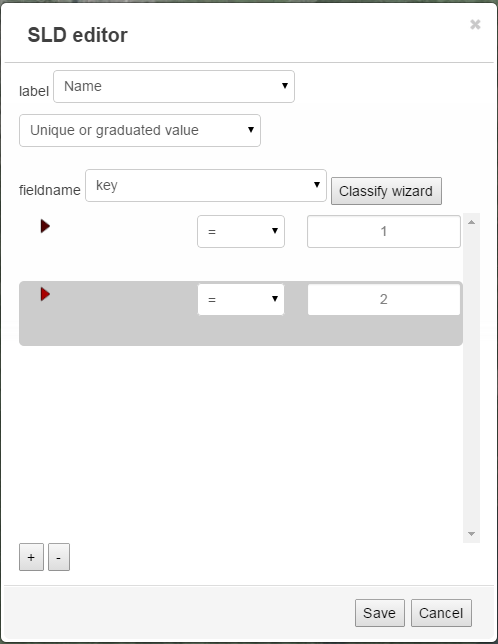 SLD editor
×
label Name
Unique or graduated value
fieldname key Classify wizard
= 1
= 2
+ -
Save Cancel